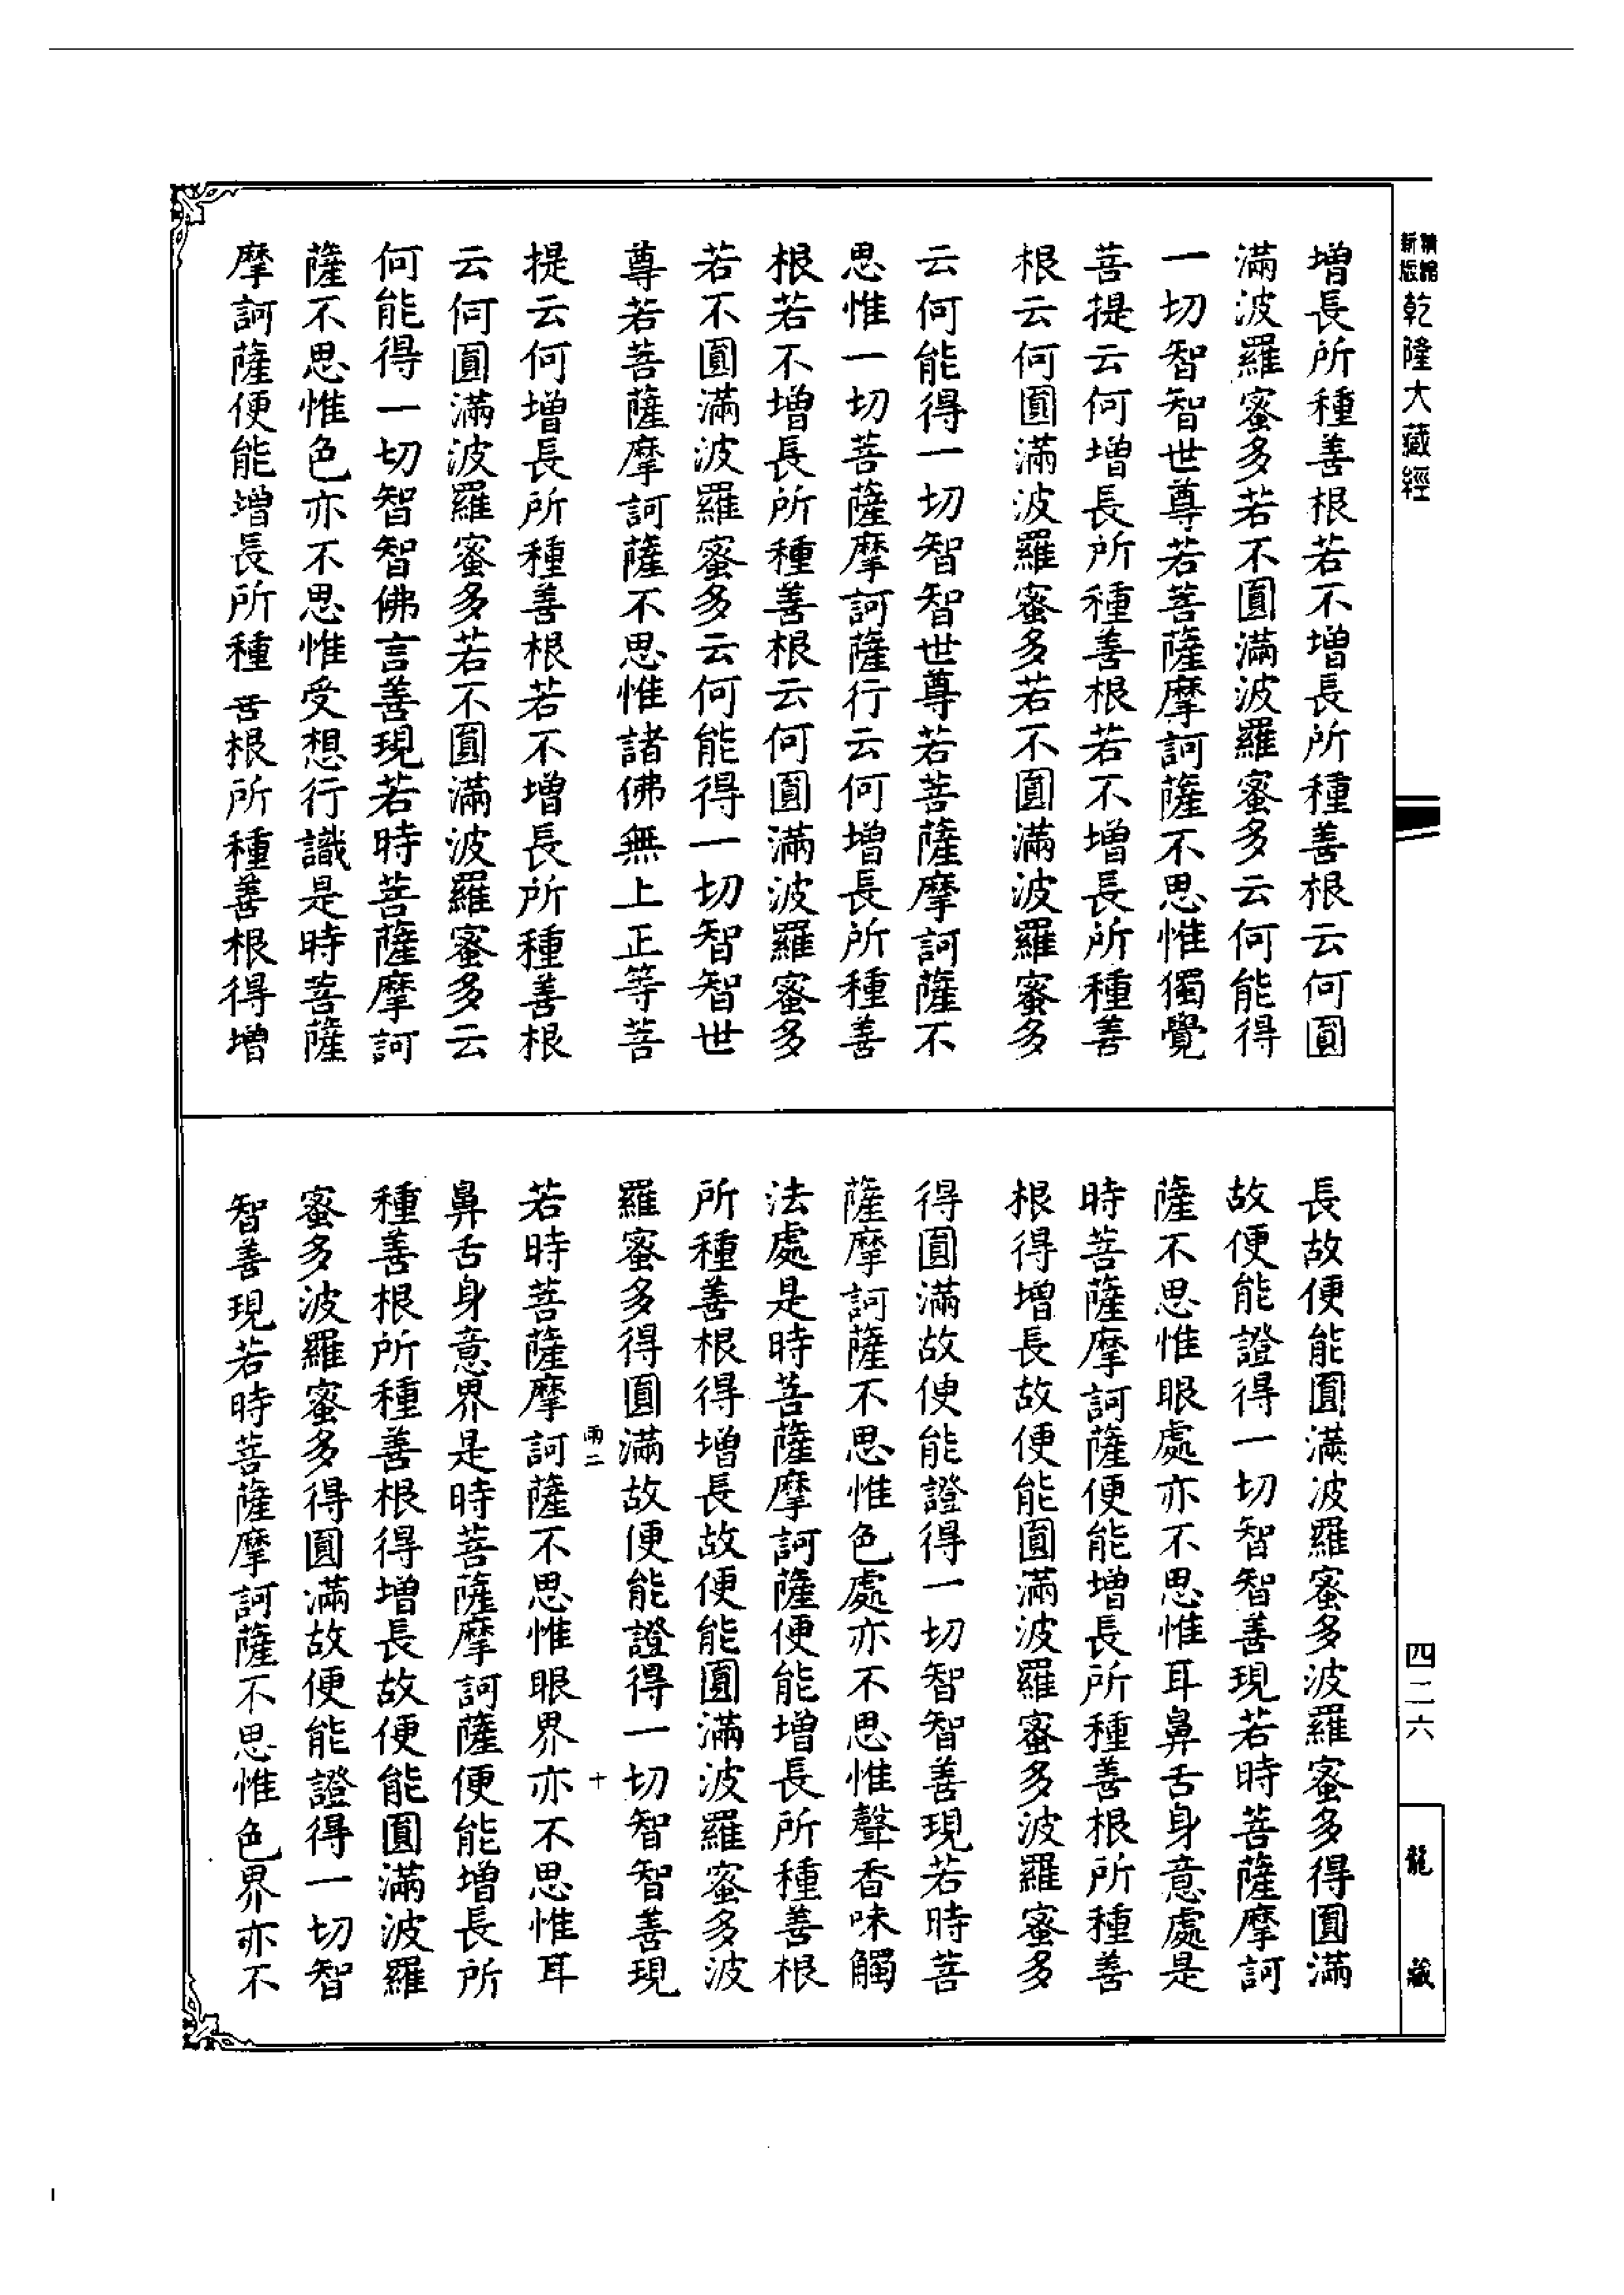 新版
精縮
乾隆大藏經
增長所種善根若不增長所種善根云何圓
滿波羅蜜多若不圓滿波羅蜜多云何能得
一切智智世尊若菩薩摩訶薩不思惟獨覺
菩提云何增長所種善根若不增長所種善
根云何圓滿波羅蜜多若不圓滿波羅蜜多
云何能得一切智智世尊若菩薩摩訶薩不
思惟一切菩薩摩訶薩行云何增長所種善
根若不增長所種善根云何圓滿波羅蜜多
若不圓滿波羅蜜多云何能得一切智智世
尊若菩薩摩訶薩不思惟諸佛無上正等菩
提云何增長所種善根若不增長所種善根
云何圓滿波羅蜜多若不圓滿波羅蜜多云
何能得一切智智佛言善現若時菩薩摩訶
薩不思惟色亦不思惟受想行識是時菩薩
摩訶薩便能增長所種善根所種善根得增
長故便能圓滿波羅蜜多波羅蜜多得圓滿
故便能證得一切智智善現若時菩薩摩訶
薩不思惟眼處亦不思惟耳鼻舌身意處是
時菩薩摩訶薩便能增長所種善根所種善
根得增長故便能圓滿波羅蜜多波羅蜜多
得圓滿故便能證得一切智智善現若時菩
薩摩訶薩不思惟色處亦不思惟聲香味觸
法處是時菩薩摩訶薩便能增長所種善根
所種善根得增長故便能圓滿波羅蜜多波
羅蜜多得圓滿故便能證得一切智智善現
雨二
十
若時菩薩摩訶薩不思惟眼界亦不思惟耳
鼻舌身意界是時菩薩摩訶薩便能增長所
種善根所種善根得增長故便能圓滿波羅
蜜多波羅蜜多得圓滿故便能證得一切智
智善現若時菩薩摩訶薩不思惟色界亦不
四二六
龍藏